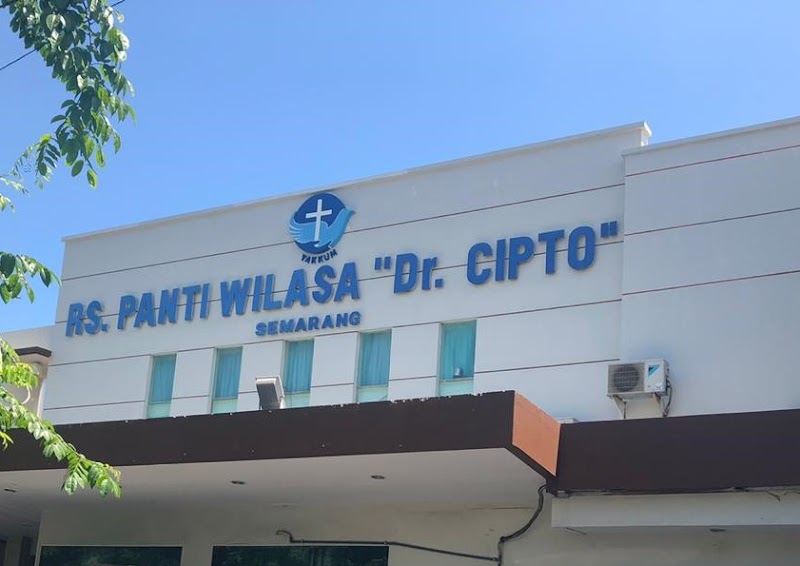 YAKKUM
RS. PANTI WILASA "Dr. CIPTO"
SEMARANG